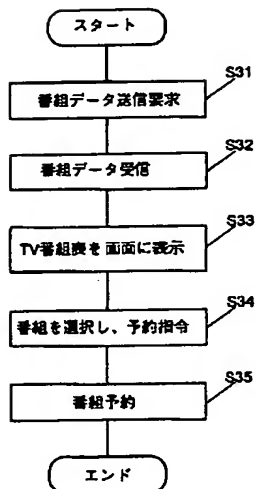 スタート
番組データ送信要求
S31
番組データ受信
S32
TV番組表を画面に表示
S33
番組を選択し、予約指令
S34
番組予約
S35
エンド